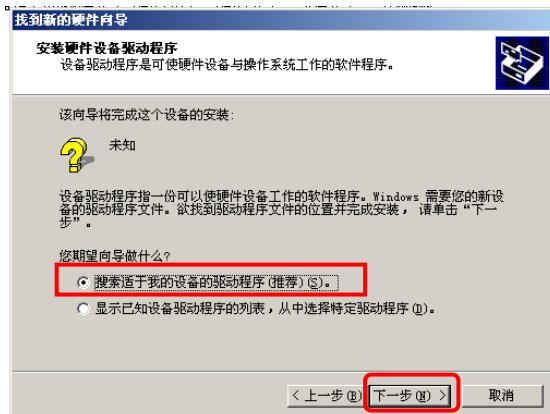 找到新的硬件向导
安装硬件设备驱动程序
设备驱动程序是可使硬件设备与操作系统工作的软件程序。
该向导将完成这个设备的安装:
未知
设备驱动程序指一份可以使硬件设备工作的软件程序。Windows 需要您的新设
备的驱动程序文件。欲找到驱动程序文件的位置并完成安装，请单击“下一
步”。
您期望向导做什么?
搜索适于我的设备的驱动程序(推荐)(S)。
显示已知设备驱动程序的列表，从中选择特定驱动程序(D)。
< 上一步(B) 下一步(N) > 取消